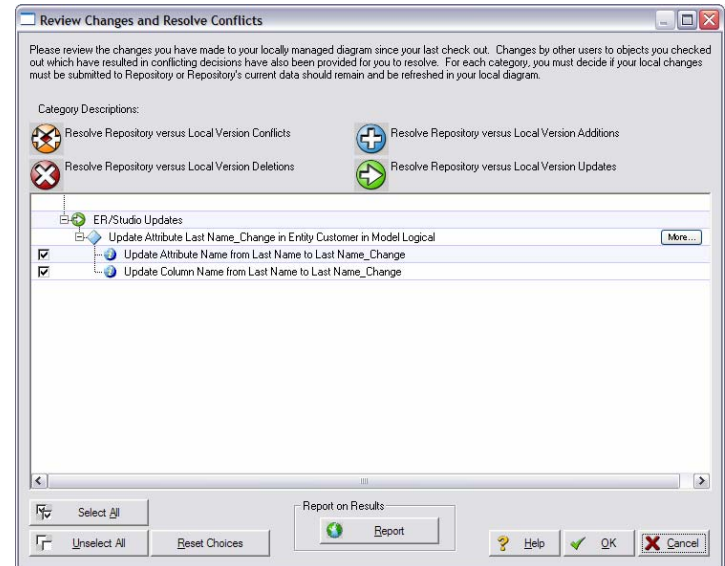 Review Changes and Resolve Conflicts
Please review the changes you have made to your locally managed diagram since your last check out. Changes by other users to objects you checked
out which have resulted in conflicting decisions have also been provided for you to resolve. For each category, you must decide if your local changes
must be submitted to Repository or Repository's current data should remain and be refreshed in your local diagram.
Category Descriptions:
Resolve Repository versus Local Version Conflicts
Resolve Repository versus Local Version Additions
Resolve Repository versus Local Version Deletions
Resolve Repository versus Local Version Updates
ER/Studio Updates
Update Attribute Last Name_Change in Entity Customer in Model Logical
More...
Update Attribute Name from Last Name to Last Name_Change
Update Column Name from Last Name to Last Name_Change
Select All
Report on Results
Report
Unselect All
Reset Choices
Help
OK
Cancel